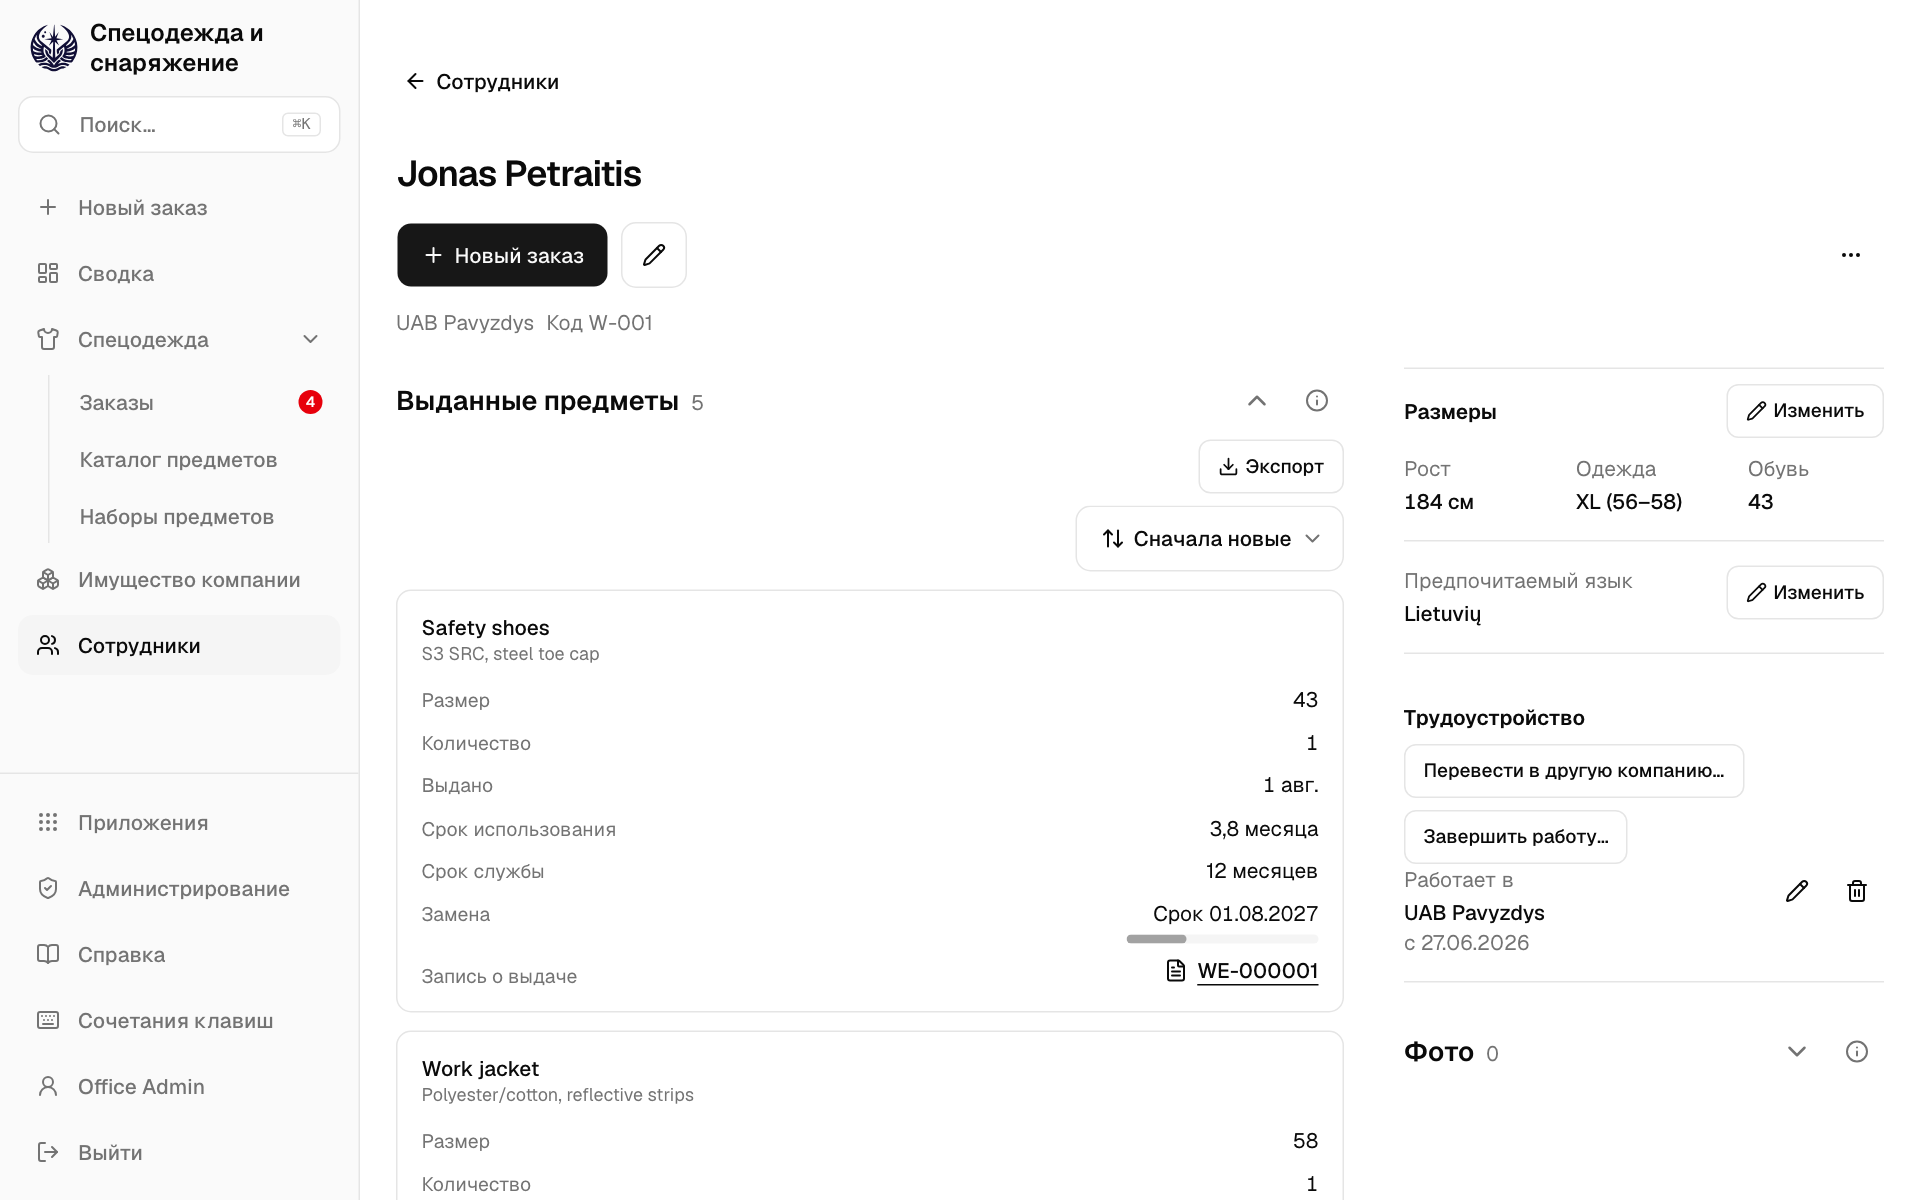 Спецодежда и
снаряжение
Поиск...
⌘K
Новый заказ
Сводка
Спецодежда
Заказы
4
Каталог предметов
Наборы предметов
Имущество компании
Сотрудники
Приложения
Администрирование
Справка
Сочетания клавиш
Office Admin
Выйти
Сотрудники
Jonas Petraitis
Новый заказ
UAB Pavyzdys Код W-001
Выданные предметы 5
Экспорт
Сначала новые
Safety shoes
S3 SRC, steel toe cap
Размер 43
Количество 1
Выдано 1 авг.
Срок использования 3,8 месяца
Срок службы 12 месяцев
Замена Срок 01.08.2027
Запись о выдаче WE-000001
Work jacket
Polyester/cotton, reflective strips
Размер 58
Количество 1
Размеры Изменить
Рост Одежда Обувь
184 см XL (56–58) 43
Предпочитаемый язык Изменить
Lietuvių
Трудоустройство
Перевести в другую компанию...
Завершить работу...
Работает в
UAB Pavyzdys
с 27.06.2026
Фото 0